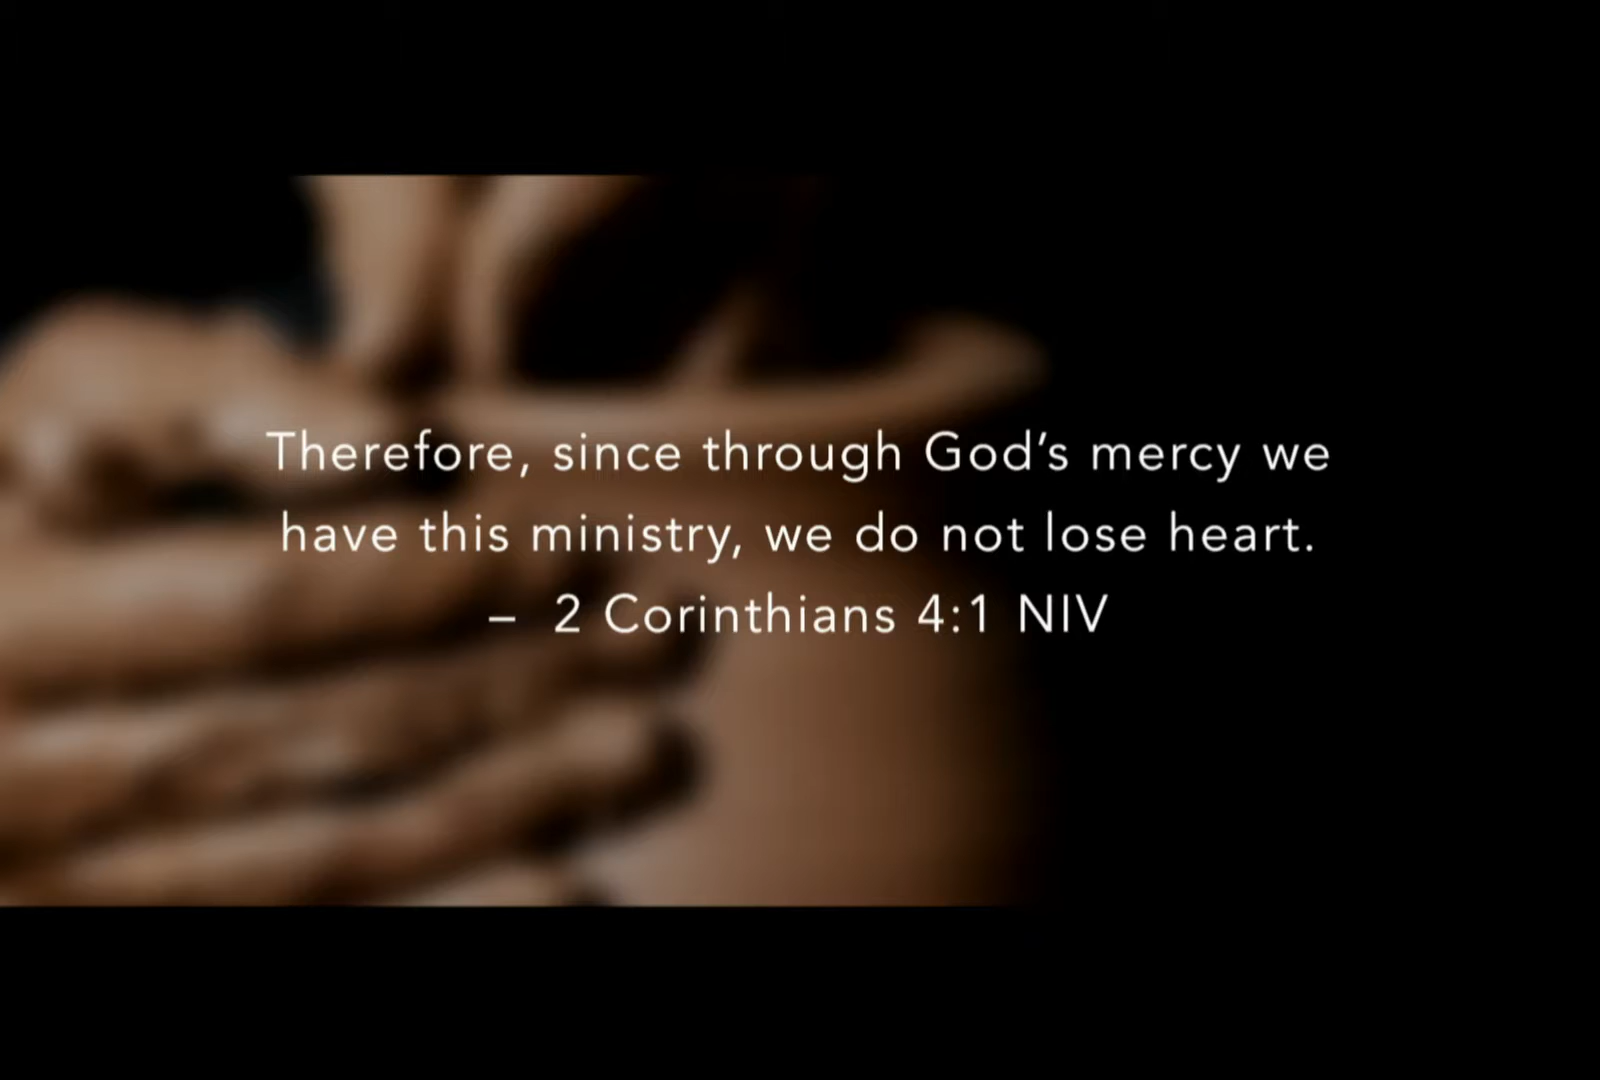 Therefore, since through God’s mercy we
have this ministry, we do not lose heart.
– 2 Corinthians 4:1 NIV